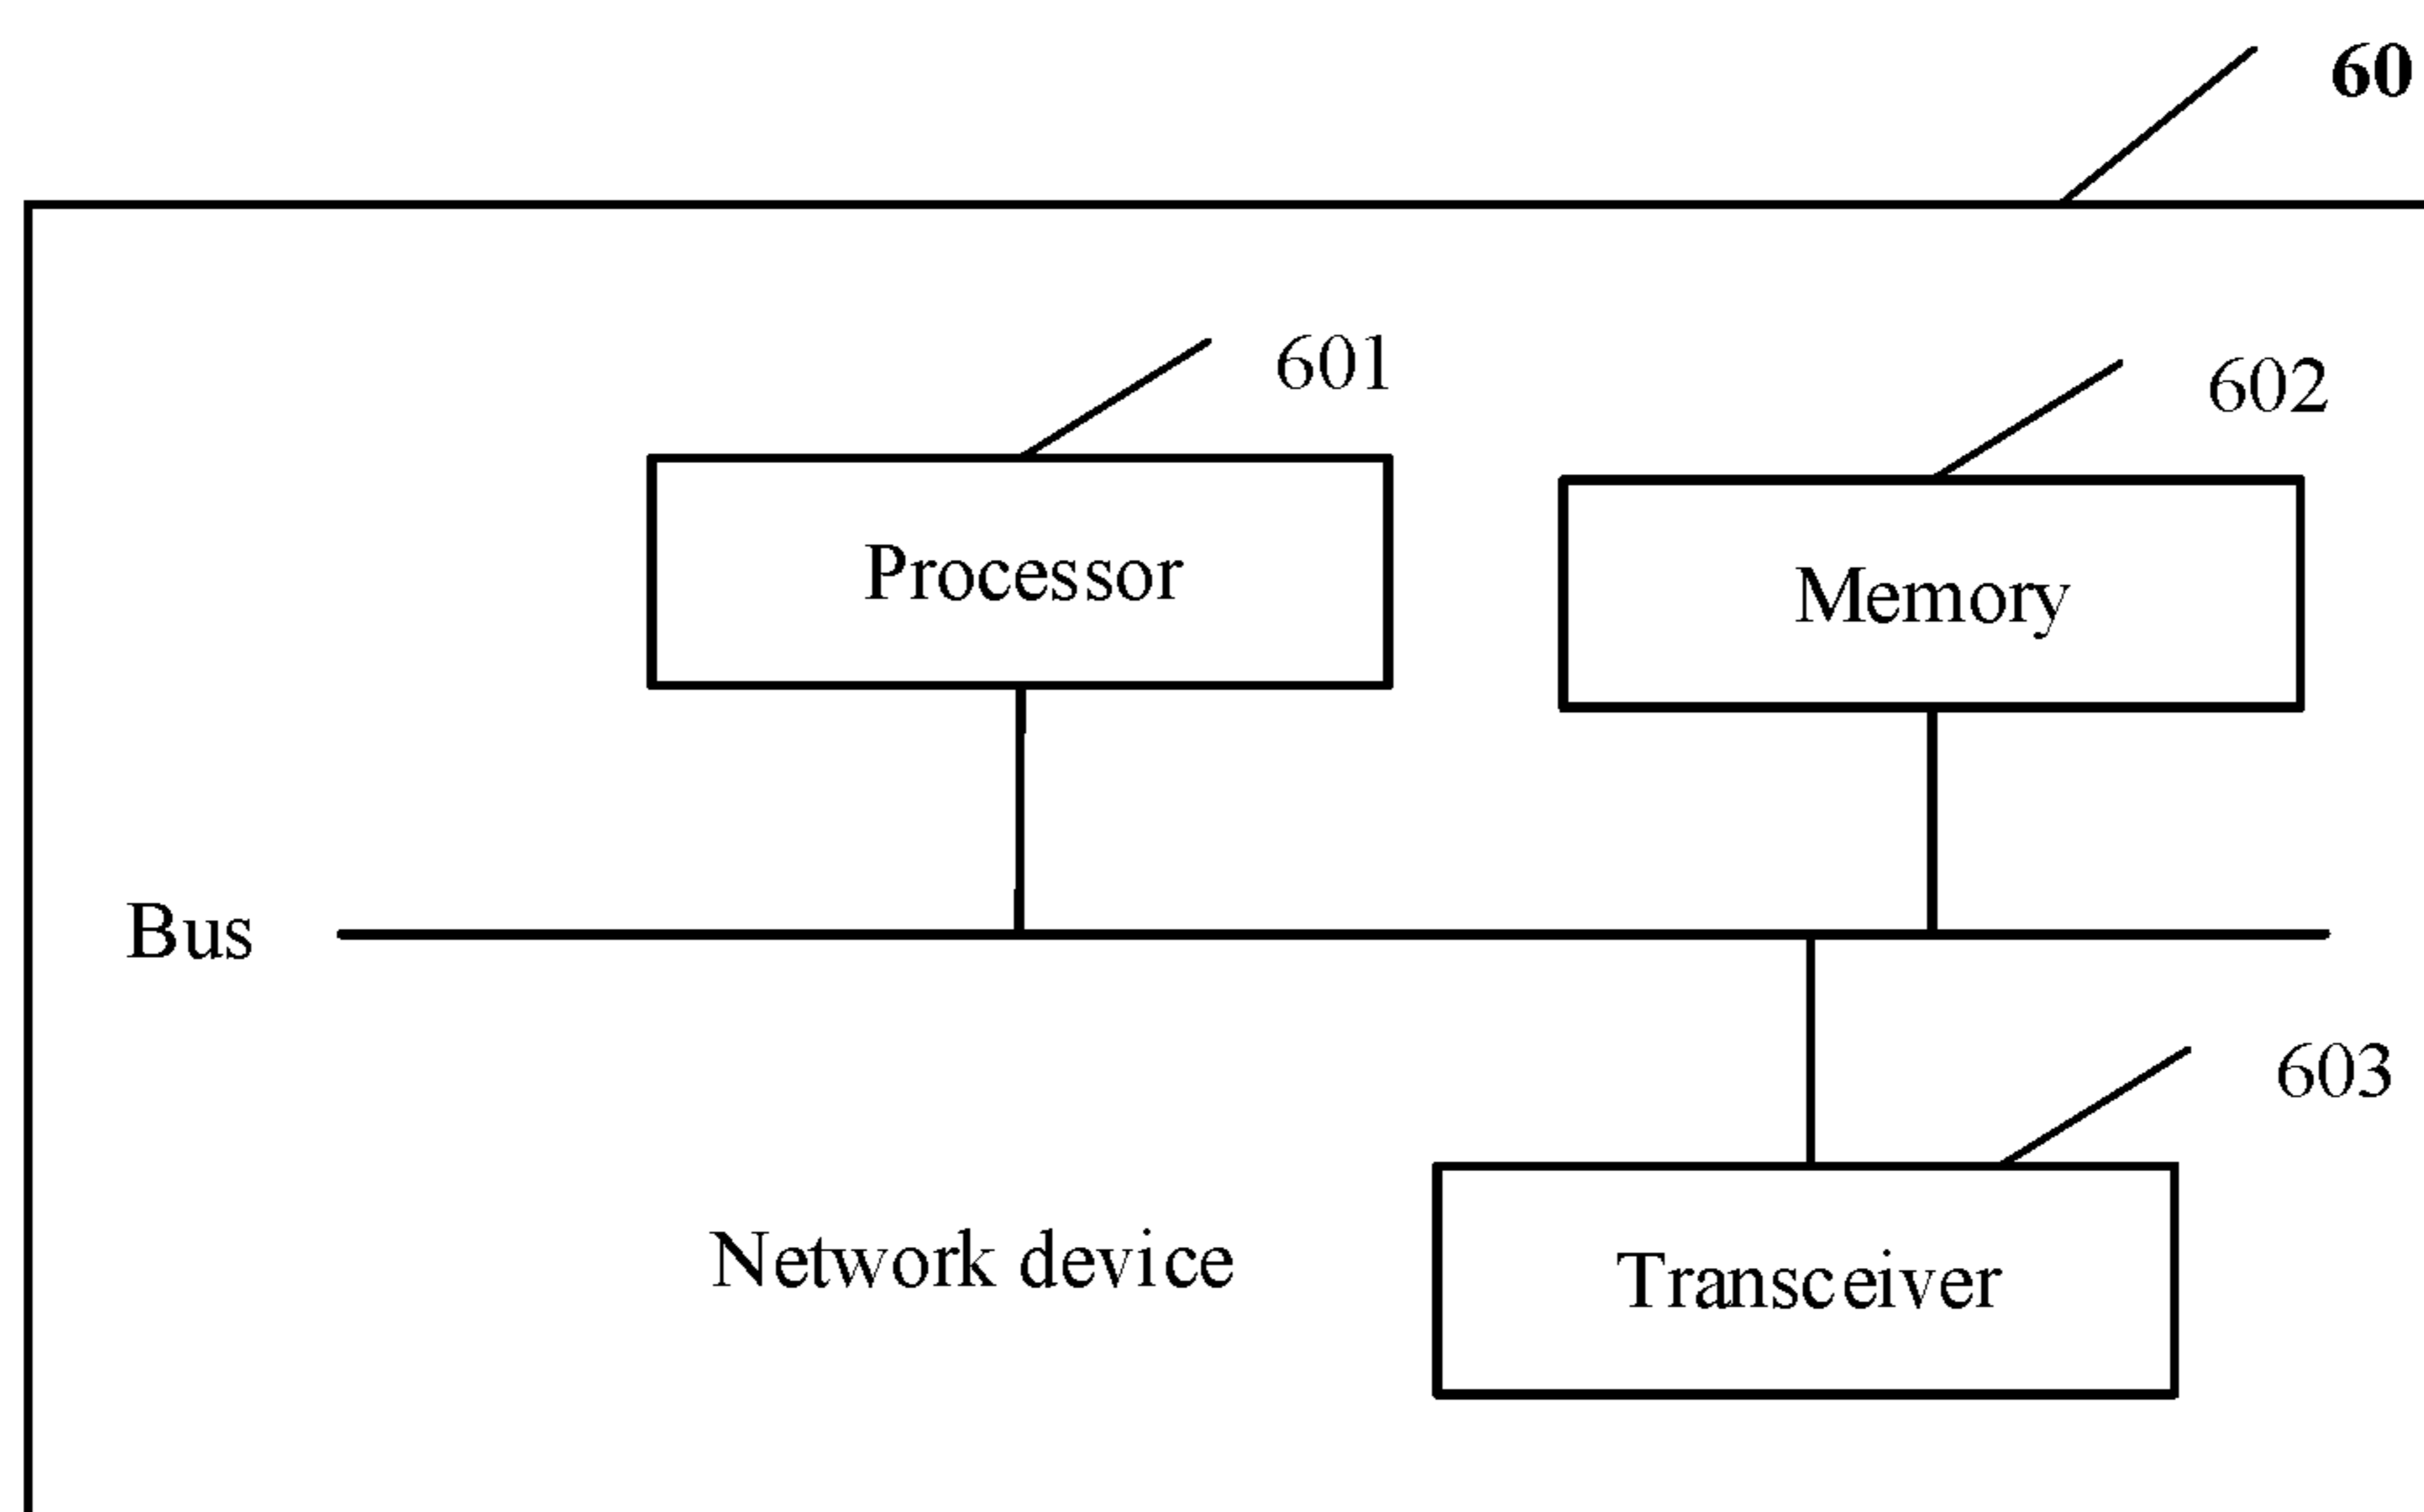 60
601
602
Processor
Memory
Bus
603
Network device
Transceiver